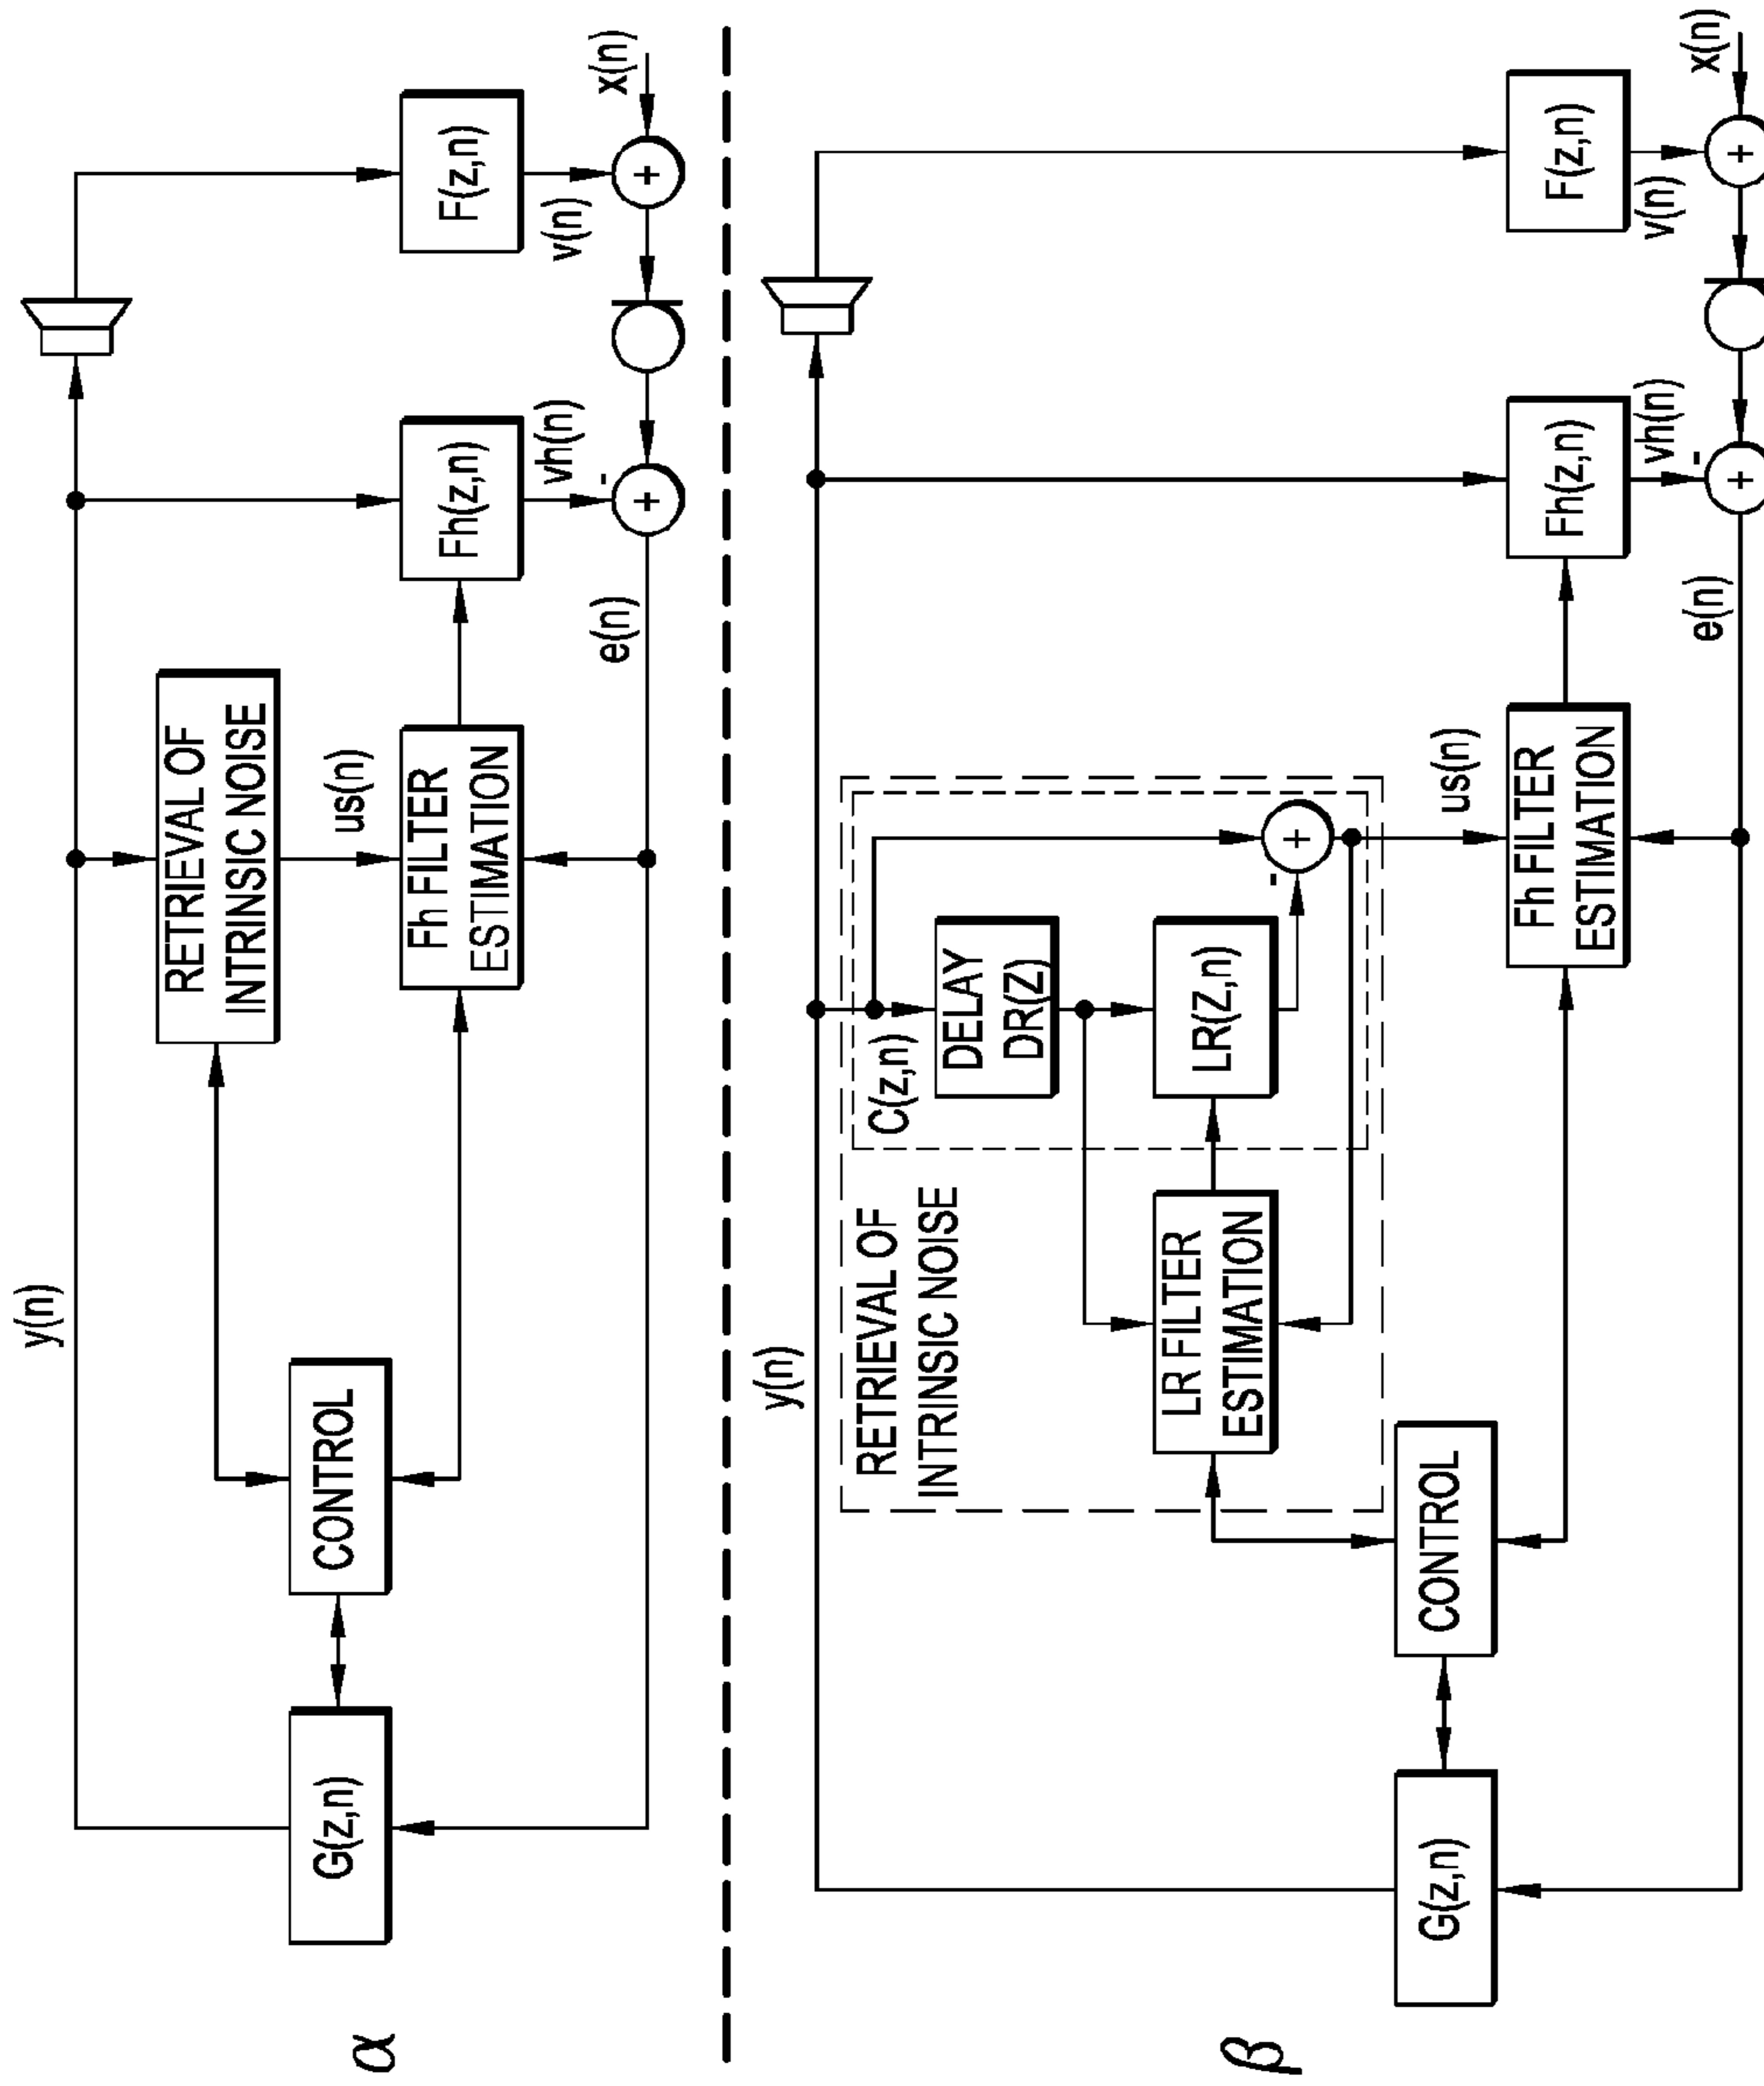 α
y(n)
G(z,n)
CONTROL
RETRIEVAL OF
INTRINSIC NOISE
us(n)
Fh FILTER
ESTIMATION
Fh(z,n)
vh(n)
-
+
e(n)
F(z,n)
v(n)
+
x(n)
β
y(n)
G(z,n)
CONTROL
RETRIEVAL OF
INTRINSIC NOISE
LR FILTER
ESTIMATION
C(z,n)
DELAY
DR(Z)
LR(Z,n)
-
+
us(n)
Fh FILTER
ESTIMATION
Fh(z,n)
vh(n)
-
+
e(n)
F(z,n)
v(n)
+
x(n)